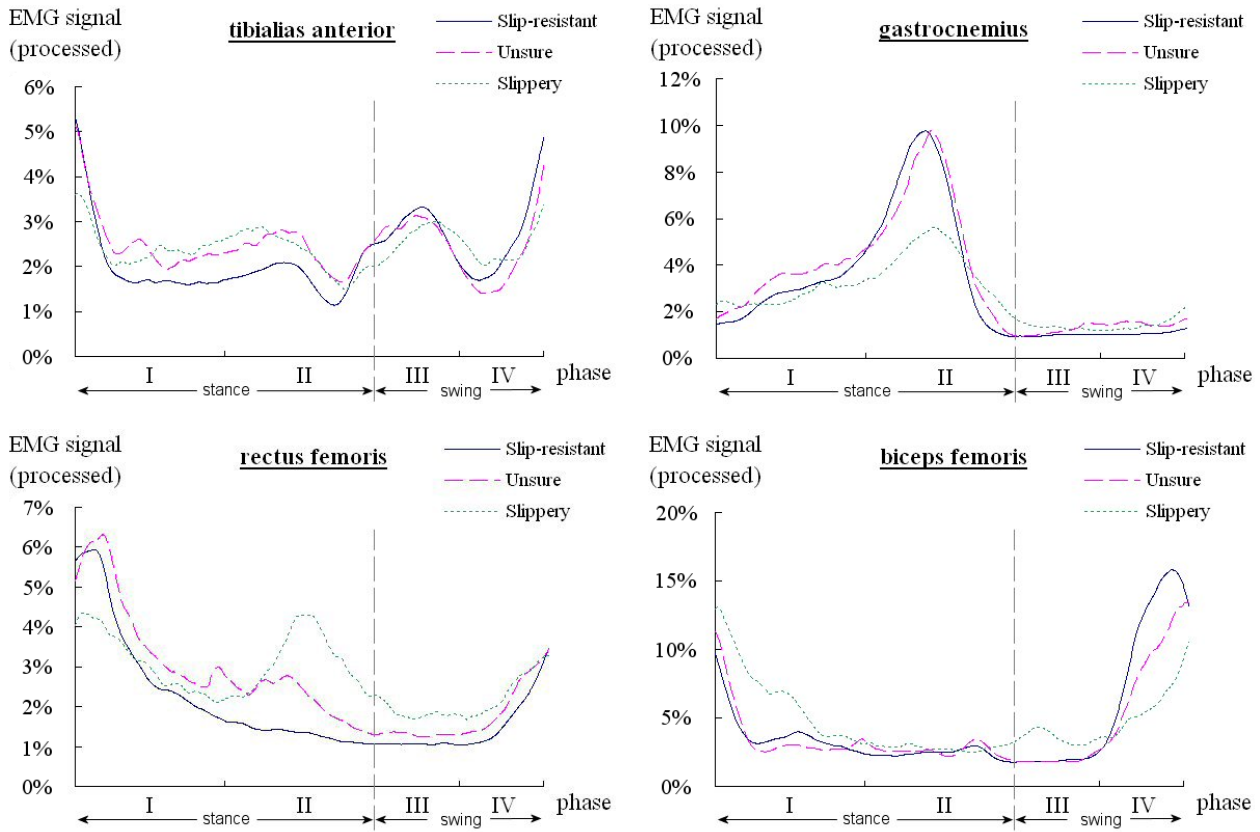 EMG signal
(processed)
tibialias anterior
Slip-resistant
Unsure
Slippery
6%
5%
4%
3%
2%
1%
0%
I
II
III
IV
phase
stance
swing
EMG signal
(processed)
gastrocnemius
Slip-resistant
Unsure
Slippery
12%
10%
8%
6%
4%
2%
0%
I
II
III
IV
phase
stance
swing
EMG signal
(processed)
rectus femoris
Slip-resistant
Unsure
Slippery
7%
6%
5%
4%
3%
2%
1%
0%
I
II
III
IV
phase
stance
swing
EMG signal
(processed)
biceps femoris
Slip-resistant
Unsure
Slippery
20%
15%
10%
5%
0%
I
II
III
IV
phase
stance
swing